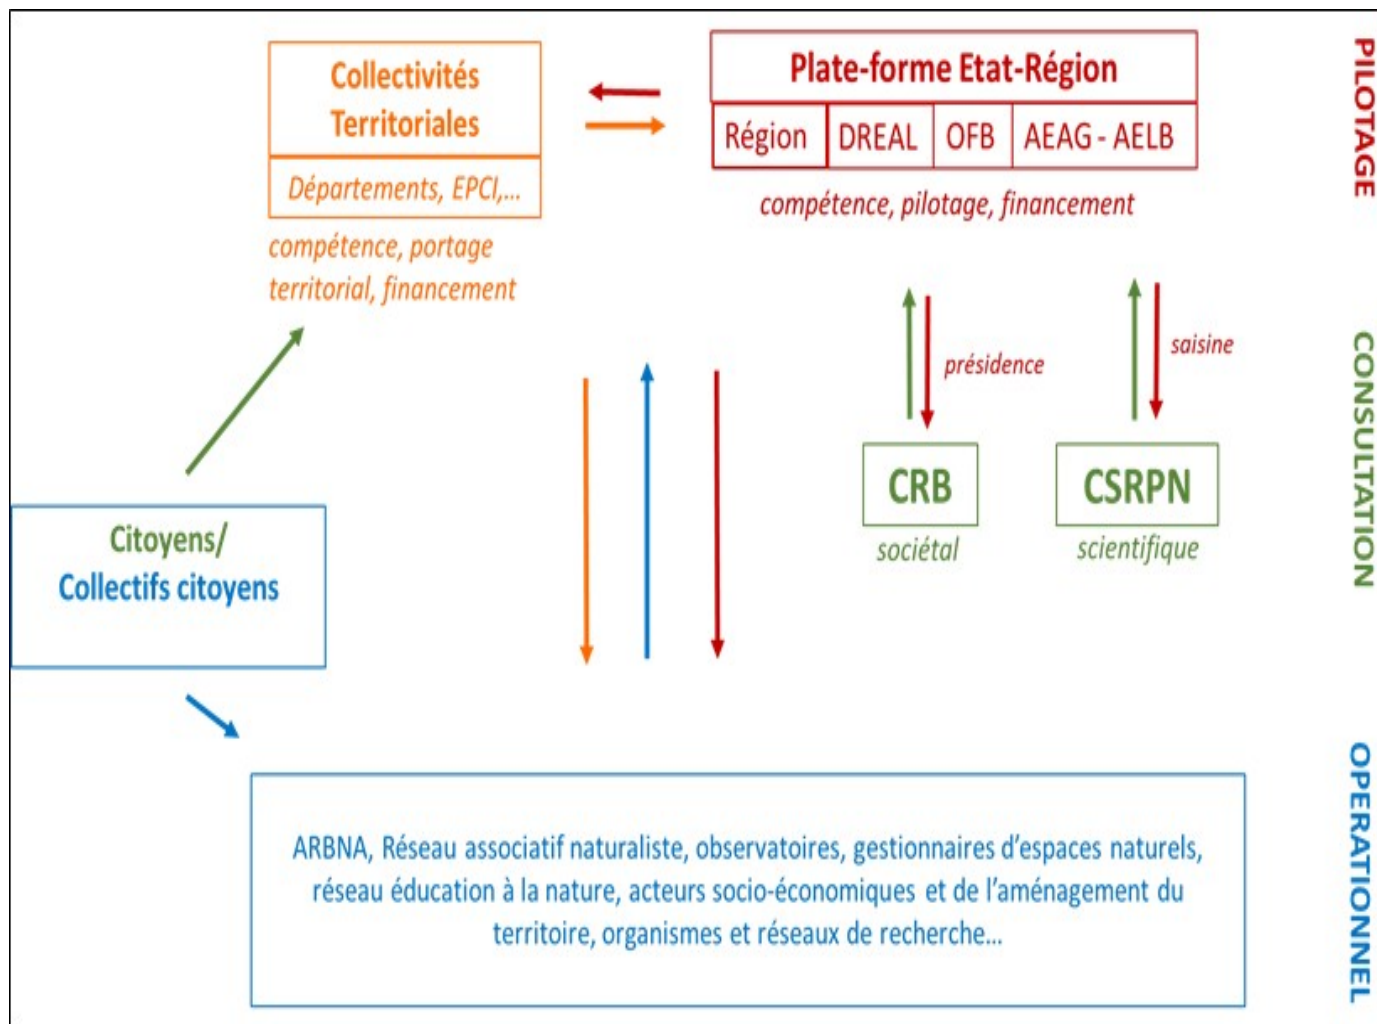 Collectivités
Territoriales
Départements, EPCI,...
compétence, portage
territorial, financement
Plate-forme Etat-Région
Région DREAL OFB AEAG - AELB
compétence, pilotage, financement
PILOTAGE
présidence
saisine
CRB
sociétal
CSRPN
scientifique
CONSULTATION
Citoyens/
Collectifs citoyens
ARBNA, Réseau associatif naturaliste, observatoires, gestionnaires d’espaces naturels,
réseau éducation à la nature, acteurs socio-économiques et de l’aménagement du
territoire, organismes et réseaux de recherche...
OPERATIONNEL